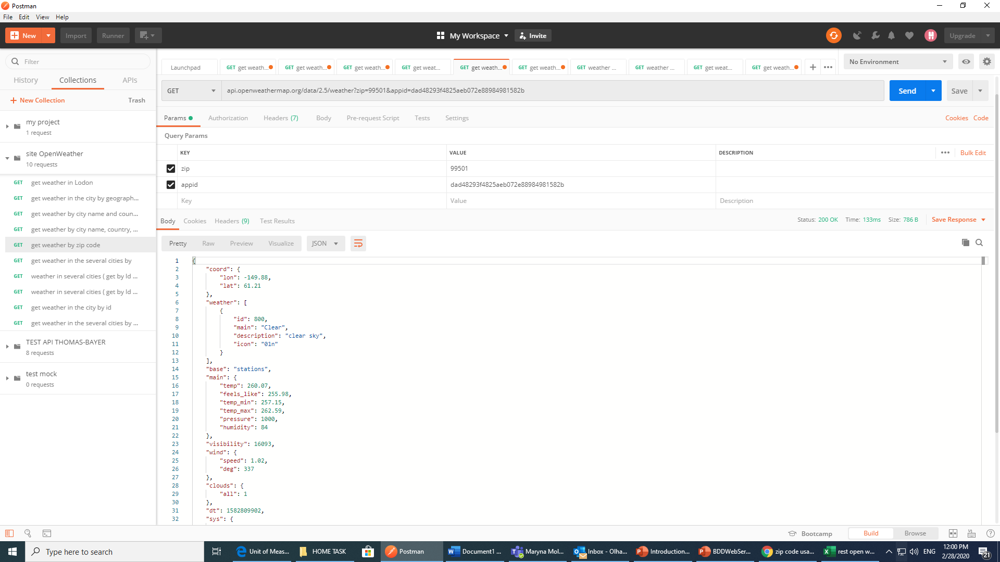 Postman
File Edit View Help
New Import Runner My Workspace Invite Upgrade
Filter
History Collections APIs
New Collection Trash
my project
1 request
site OpenWeather
10 requests
GET get weather in Lodon
GET get weather in the city by geograph...
GET get weather by city name and coun...
GET get weather by city name, country, ...
GET get weather by zip code
GET get weather in the several cities by
GET weather in several cities ( get by Id ...
GET weather in several cities ( get by Id ...
GET get weather in the city by id
GET get weather in the several cities by ...
TEST API THOMAS-BAYER
8 requests
test mock
0 requests
Launchpad GET get weath... GET get weath... GET get weath... GET get weat... GET get weath... GET get weath... GET weather ... GET weather ... GET get weat... GET get weath... No Environment
GET api.openweathermap.org/data/2.5/weather?zip=99501&appid=dad48293f4825aeb072e88984981582b Send Save
Params Authorization Headers (7) Body Pre-request Script Tests Settings Cookies Code
Query Params
KEY VALUE DESCRIPTION Bulk Edit
zip 99501
appid dad48293f4825aeb072e88984981582b
Key Value Description
Body Cookies Headers (9) Test Results Status: 200 OK Time: 133ms Size: 786 B Save Response
Pretty Raw Preview Visualize JSON
1 {
2 "coord": {
3 "lon": -149.88,
4 "lat": 61.21
5 },
6 "weather": [
7 {
8 "id": 800,
9 "main": "Clear",
10 "description": "clear sky",
11 "icon": "01n"
12 }
13 ],
14 "base": "stations",
15 "main": {
16 "temp": 260.07,
17 "feels_like": 255.98,
18 "temp_min": 257.15,
19 "temp_max": 262.59,
20 "pressure": 1000,
21 "humidity": 84
22 },
23 "visibility": 16093,
24 "wind": {
25 "speed": 1.02,
26 "deg": 337
27 },
28 "clouds": {
29 "all": 1
30 },
31 "dt": 1582809902,
32 "sys": {
Bootcamp Build Browse
Type here to search Unit of Meas... HOME TASK Postman Document1 ... Maryna Mol... Inbox - Olha... Introduction... BDDWebSer... zip code usa... rest open w... ENG 12:00 PM
2/28/2020 21